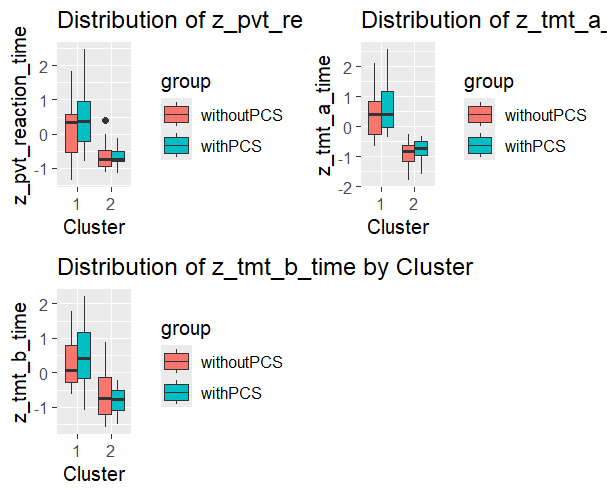 Distribution of z_pvt_re
z_pvt_reaction_time
2
1
0
-1
1 2
Cluster
group
withoutPCS
withPCS
Distribution of z_tmt_a_
z_tmt_a_time
2
1
0
-1
-2
1 2
Cluster
group
withoutPCS
withPCS
Distribution of z_tmt_b_time by Cluster
z_tmt_b_time
2
1
0
-1
1 2
Cluster
group
withoutPCS
withPCS